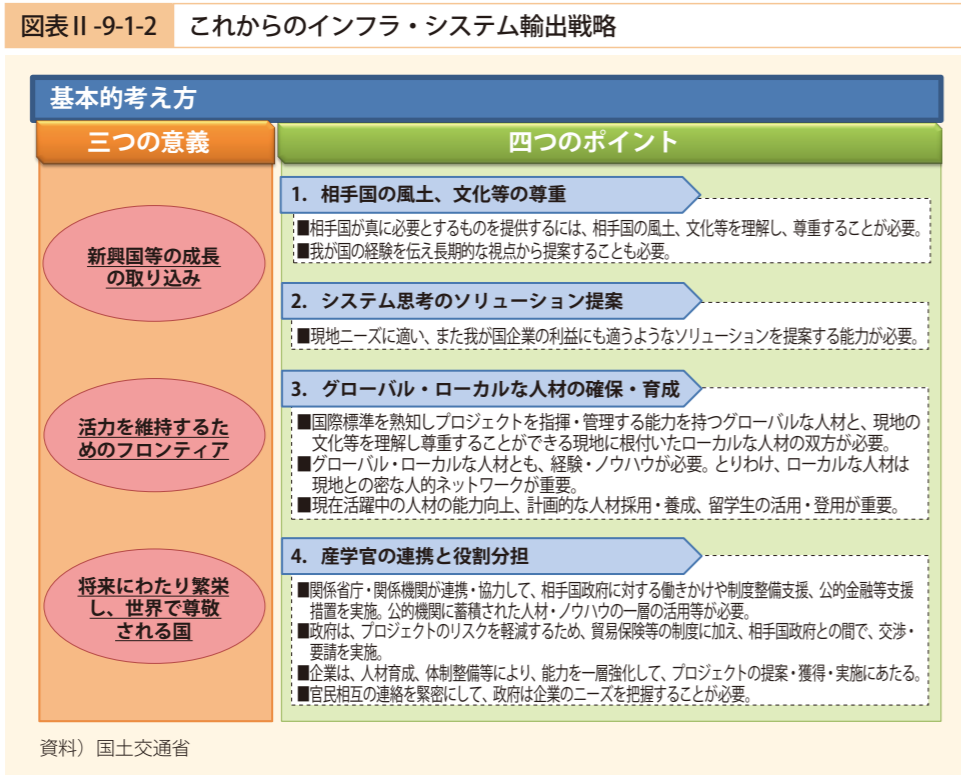 図表Ⅱ-9-1-2 これからのインフラ・システム輸出戦略
基本的考え方
三つの意義
新興国等の成長
の取り込み
活力を維持するた
めのフロンティア
将来にわたり繁栄
し、世界で尊敬
される国
四つのポイント
1. 相手国の風土、文化等の尊重
■相手国が真に必要とするものを提供するには、相手国の風土、文化等を理解し、尊重することが必要。
■我が国の経験を伝え長期的な視点から提案することも必要。
2. システム思考のソリューション提案
■現地ニーズに適い、また我が国企業の利益にも適うようなソリューションを提案する能力が必要。
3. グローバル・ローカルな人材の確保・育成
■国際標準を熟知しプロジェクトを指揮・管理する能力を持つグローバルな人材と、現地の
文化等を理解し尊重することができる現地に根付いたローカルな人材の双方が必要。
■グローバル・ローカルな人材とも、経験・ノウハウが必要。とりわけ、ローカルな人材は
現地との密な人的ネットワークが重要。
■現在活躍中の人材の能力向上、計画的な人材採用・養成、留学生の活用・登用が重要。
4. 産学官の連携と役割分担
■関係省庁・関係機関が連携・協力して、相手国政府に対する働きかけや制度整備支援、公的金融等支援
措置を実施。公的機関に蓄積された人材・ノウハウの一層の活用等が必要。
■政府は、プロジェクトのリスクを軽減するため、貿易保険等の制度に加え、相手国政府との間で、交渉・
要請を実施。
■企業は、人材育成、体制整備等により、能力を一層強化して、プロジェクトの提案・獲得・実施にあたる。
■官民相互の連絡を緊密にして、政府は企業のニーズを把握することが必要。
資料）国土交通省